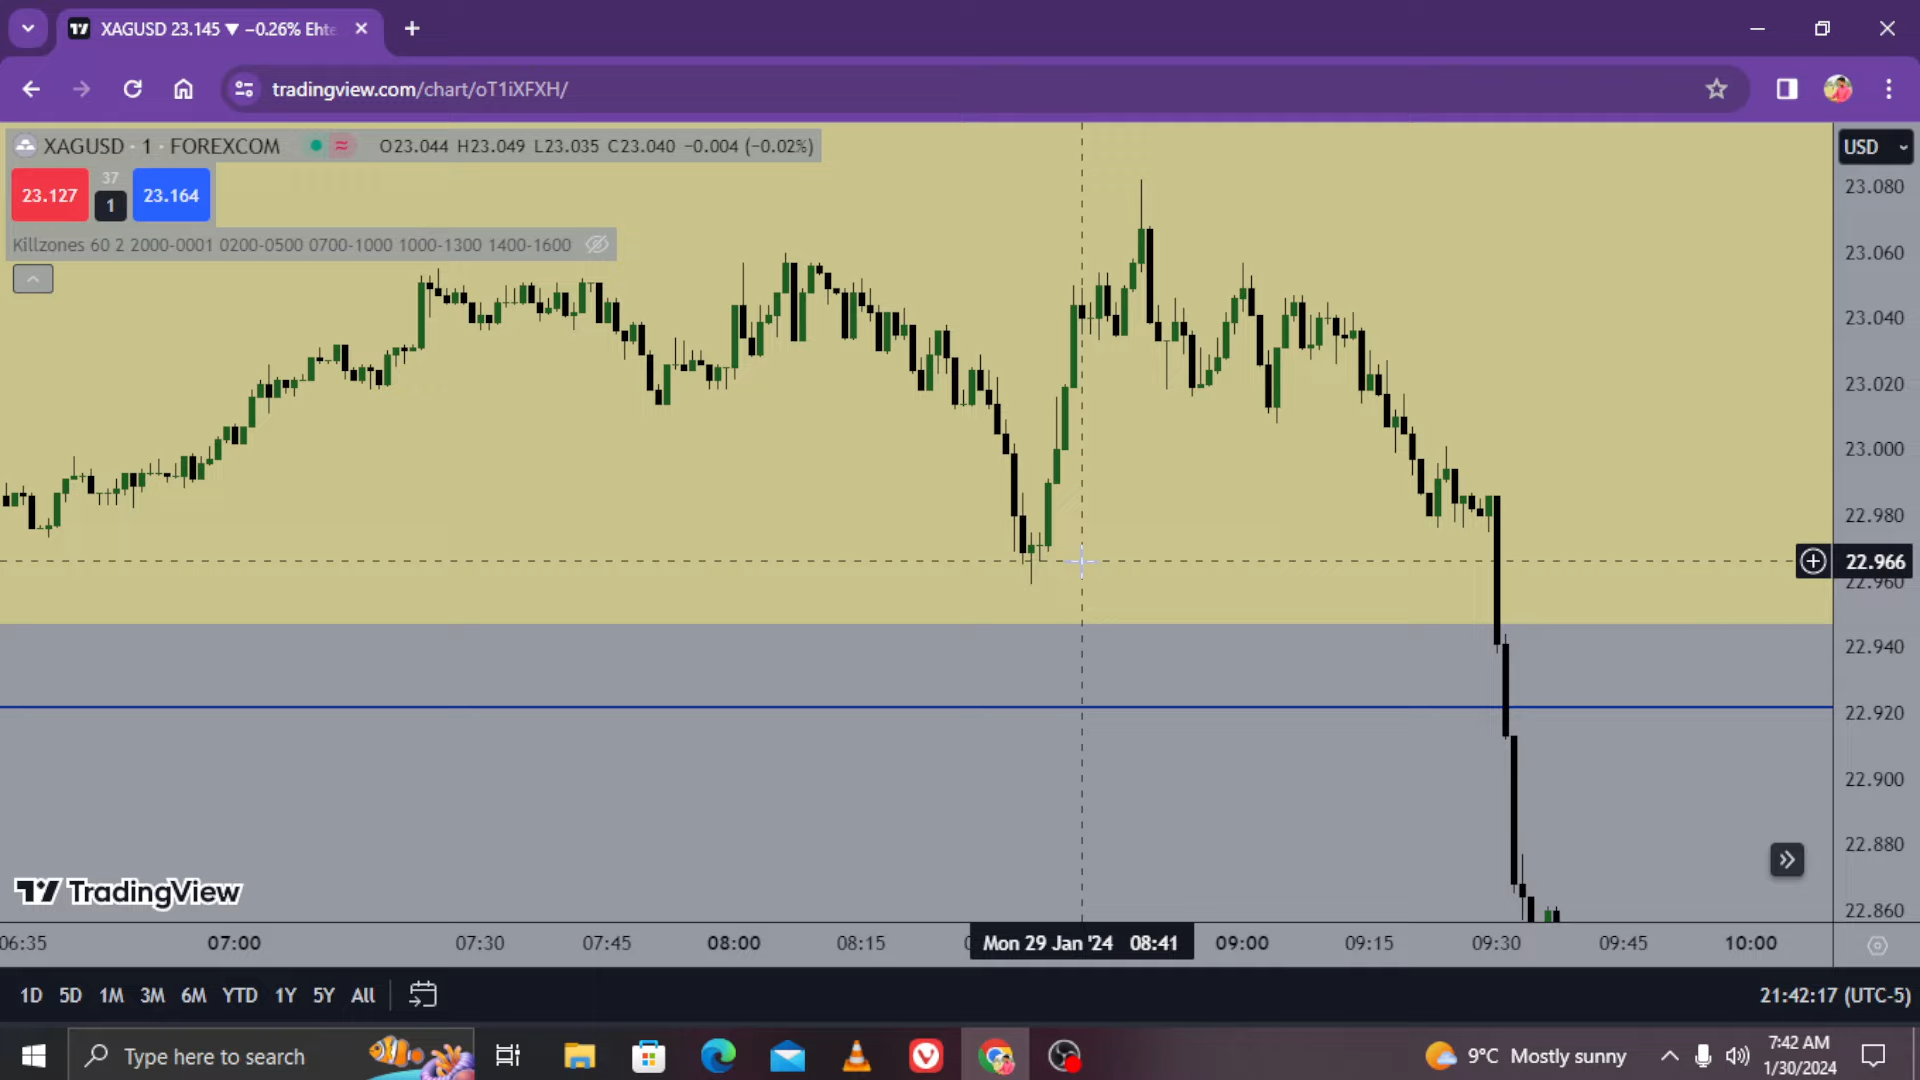 XAGUSD 23.145 ▼ −0.26% Ehte
tradingview.com/chart/oT1iXFXH/
XAGUSD · 1 · FOREXCOM O23.044 H23.049 L23.035 C23.040 −0.004 (−0.02%)
USD
23.127 37 1 23.164
Killzones 60 2 2000-0001 0200-0500 0700-1000 1000-1300 1400-1600
23.080
23.060
23.040
23.020
23.000
22.980
22.966
22.960
22.940
22.920
22.900
22.880
22.860
TradingView
06:35 07:00 07:30 07:45 08:00 08:15 Mon 29 Jan '24 08:41 09:00 09:15 09:30 09:45 10:00
1D 5D 1M 3M 6M YTD 1Y 5Y All 21:42:17 (UTC-5)
Type here to search 9°C Mostly sunny 7:42 AM
1/30/2024